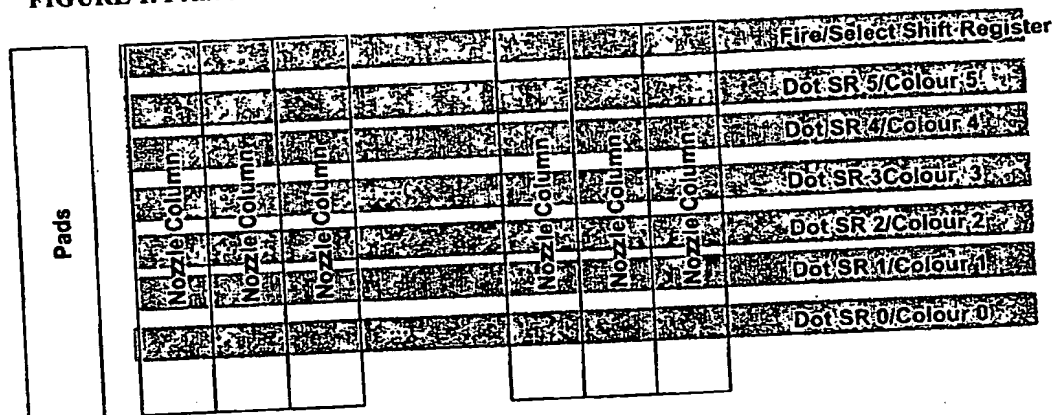 FIGURE 1.
Fire/Select Shift Register
Dot SR 5/Colour 5
Dot SR 4/Colour 4
Dot SR 3Colour 3
Dot SR 2/Colour 2
Dot SR 1/Colour 1
Dot SR 0/Colour 0
Pads
Nozzle Column
Nozzle Column
Nozzle Column
Nozzle Column
Nozzle Column
Nozzle Column